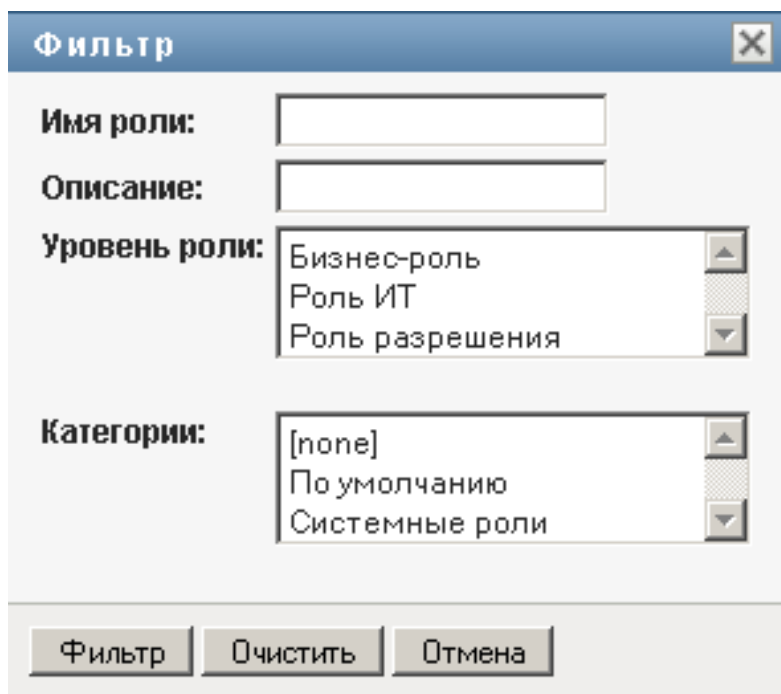 Фильтр
Имя роли:
Описание:
Уровень роли:
Бизнес-роль
Роль ИТ
Роль разрешения
Категории:
[none]
По умолчанию
Системные роли
Фильтр Очистить Отмена